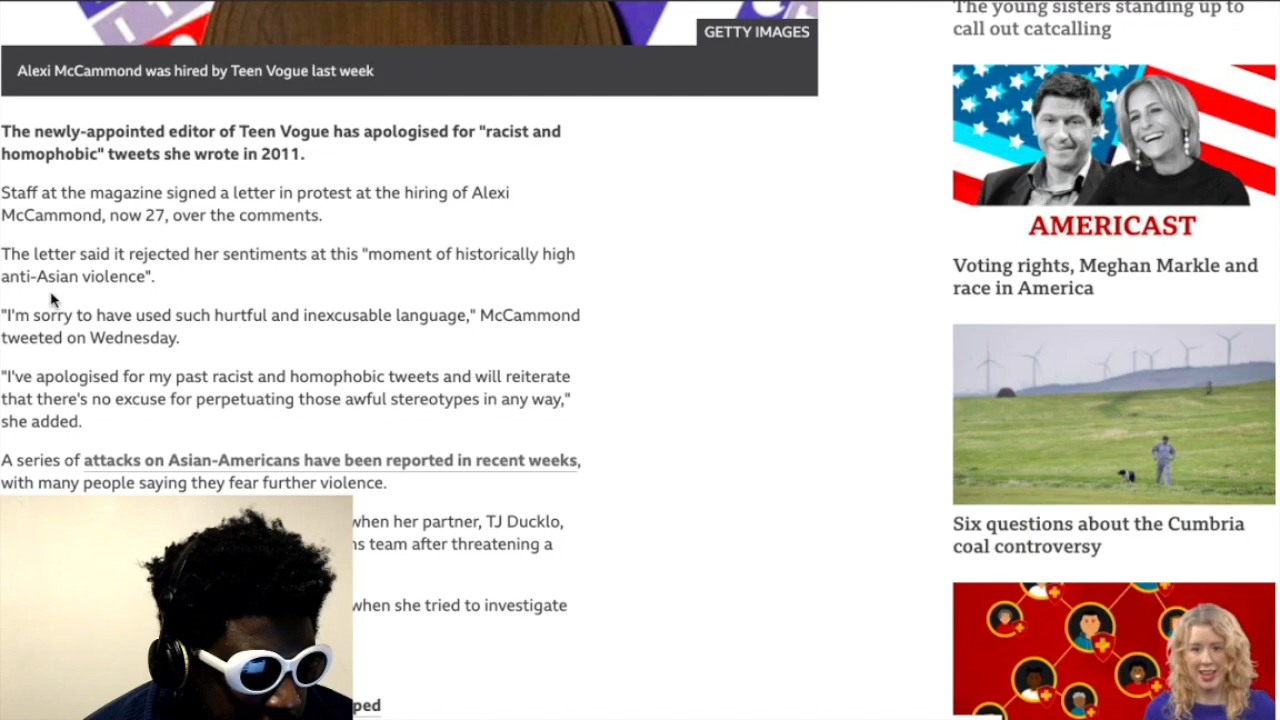 GETTY IMAGES
Alexi McCammond was hired by Teen Vogue last week
The newly-appointed editor of Teen Vogue has apologised for "racist and
homophobic" tweets she wrote in 2011.
Staff at the magazine signed a letter in protest at the hiring of Alexi
McCammond, now 27, over the comments.
The letter said it rejected her sentiments at this "moment of historically high
anti-Asian violence".
"I'm sorry to have used such hurtful and inexcusable language," McCammond
tweeted on Wednesday.
"I've apologised for my past racist and homophobic tweets and will reiterate
that there's no excuse for perpetuating those awful stereotypes in any way,"
she added.
A series of attacks on Asian-Americans have been reported in recent weeks,
with many people saying they fear further violence.
when her partner, TJ Ducklo,
team after threatening a
when she tried to investigate
The young sisters standing up to
call out catcalling
AMERICAST
Voting rights, Meghan Markle and
race in America
Six questions about the Cumbria
coal controversy